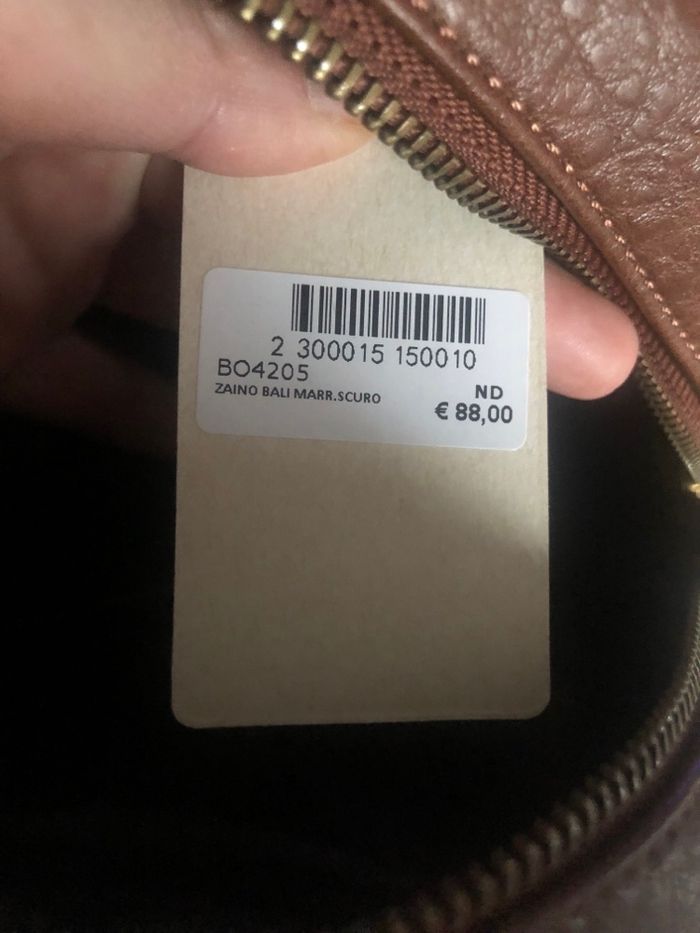 2 300015 150010
BO4205
ZAINO BALI MARR.SCURO
ND
€ 88,00